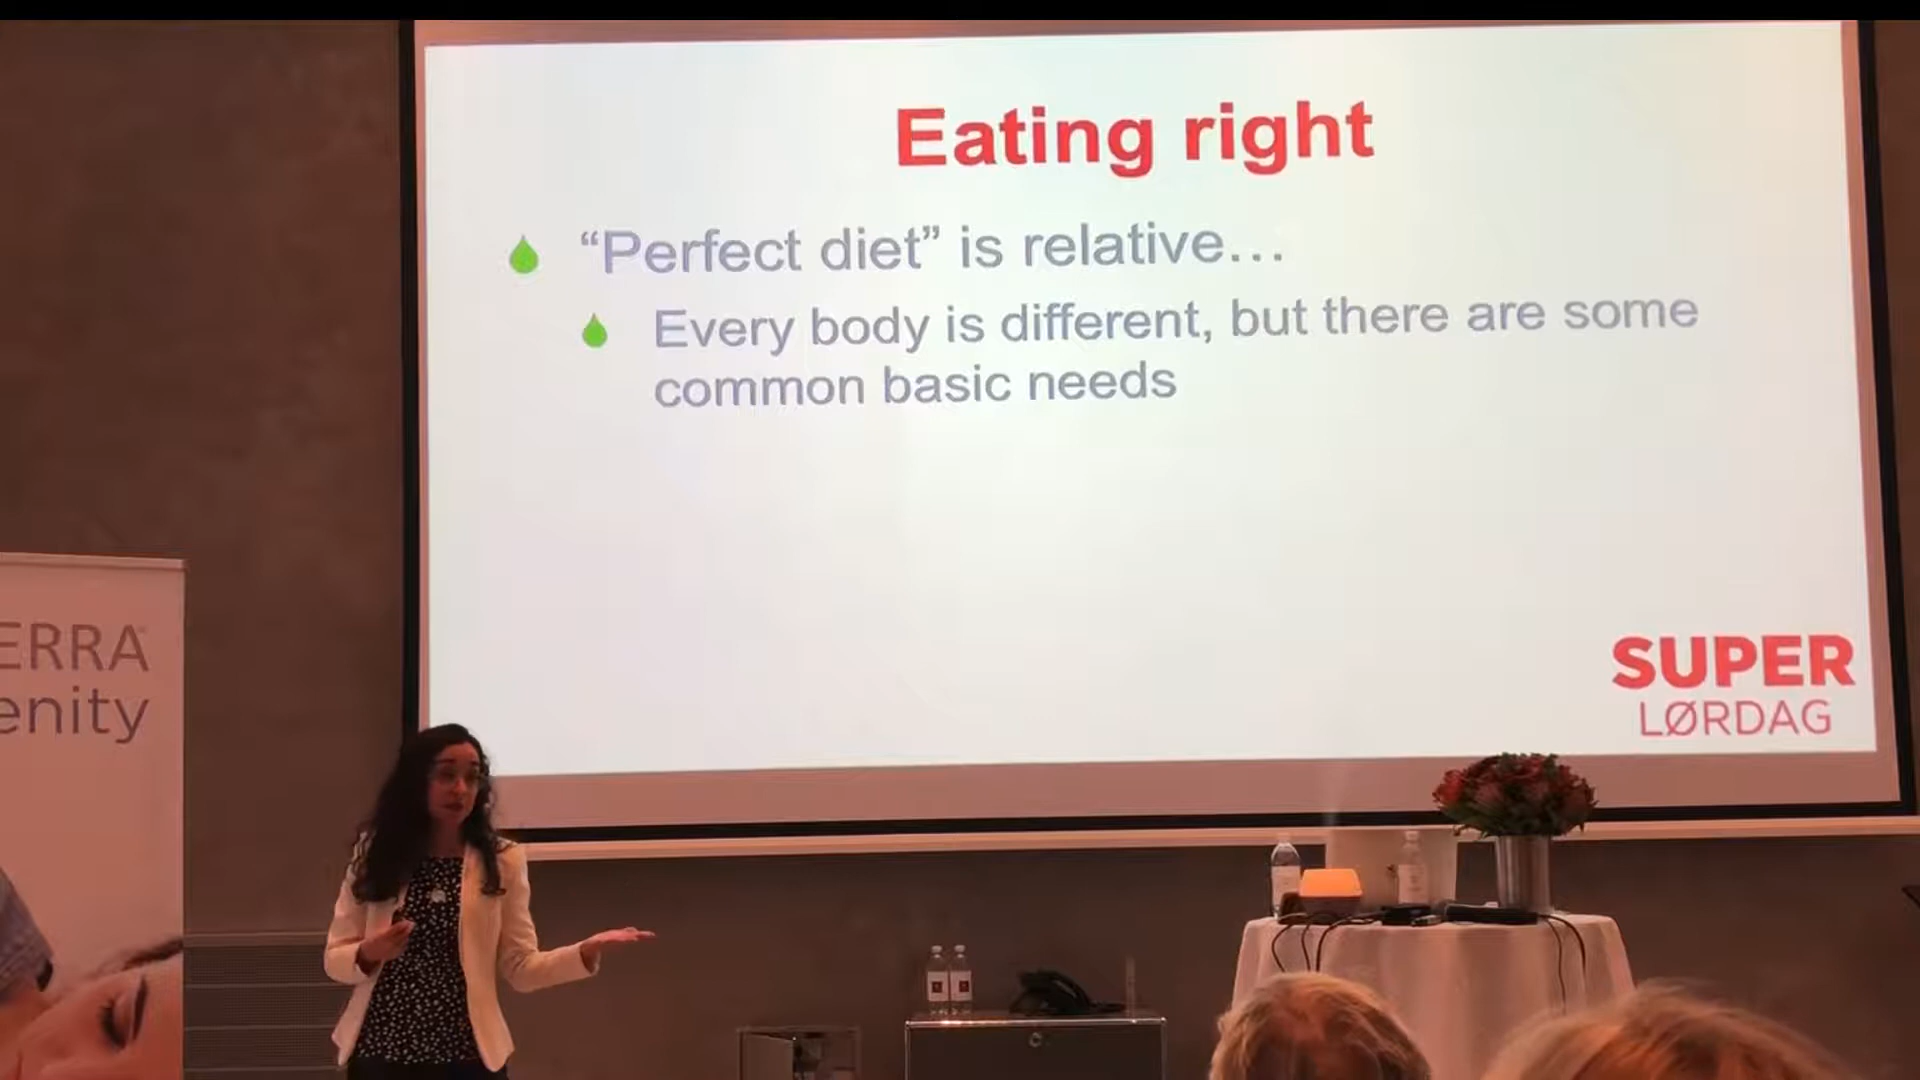 Eating right
“Perfect diet” is relative…
Every body is different, but there are some
common basic needs
SUPER
LØRDAG
ERRA
enity